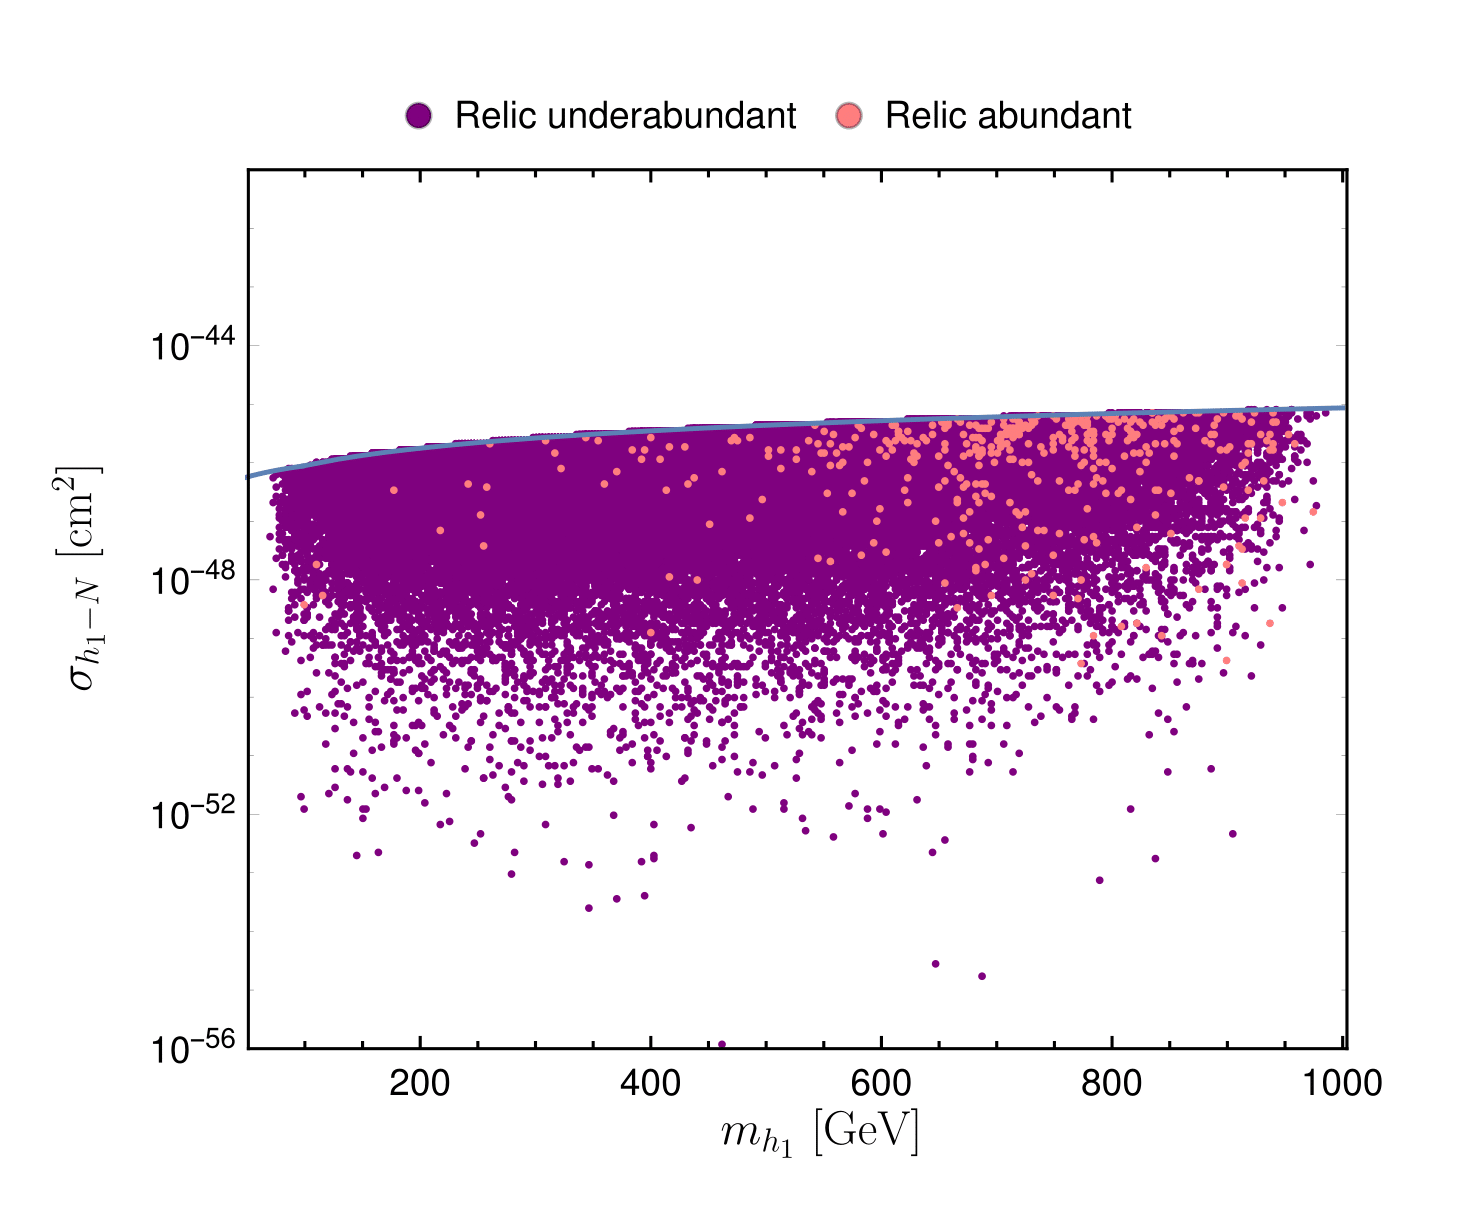 Relic underabundant Relic abundant
σ_{h_1−N} [cm^2]
10^{−44}
10^{−48}
10^{−52}
10^{−56}
200 400 600 800 1000
m_{h_1} [GeV]